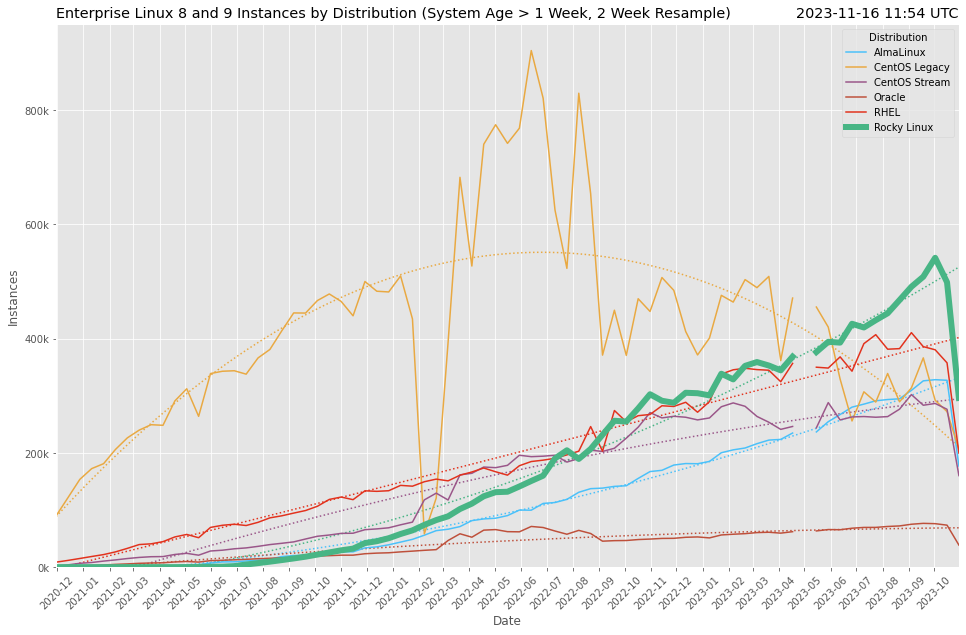 Enterprise Linux 8 and 9 Instances by Distribution (System Age > 1 Week, 2 Week Resample)
2023-11-16 11:54 UTC
Distribution
AlmaLinux
CentOS Legacy
CentOS Stream
Oracle
RHEL
Rocky Linux
Instances
800k
600k
400k
200k
0k
2020-12
2021-01
2021-02
2021-03
2021-04
2021-05
2021-06
2021-07
2021-08
2021-09
2021-10
2021-11
2021-12
2022-01
2022-02
2022-03
2022-04
2022-05
2022-06
2022-07
2022-08
2022-09
2022-10
2022-11
2022-12
2023-01
2023-02
2023-03
2023-04
2023-05
2023-06
2023-07
2023-08
2023-09
2023-10
Date